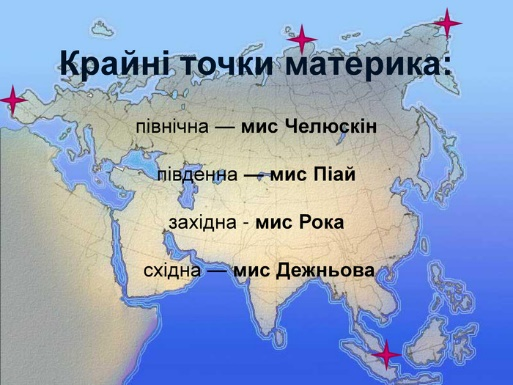 Крайні точки материка:
північна — мис Челюскін
південна — мис Піай
західна - мис Рока
східна — мис Дежньова